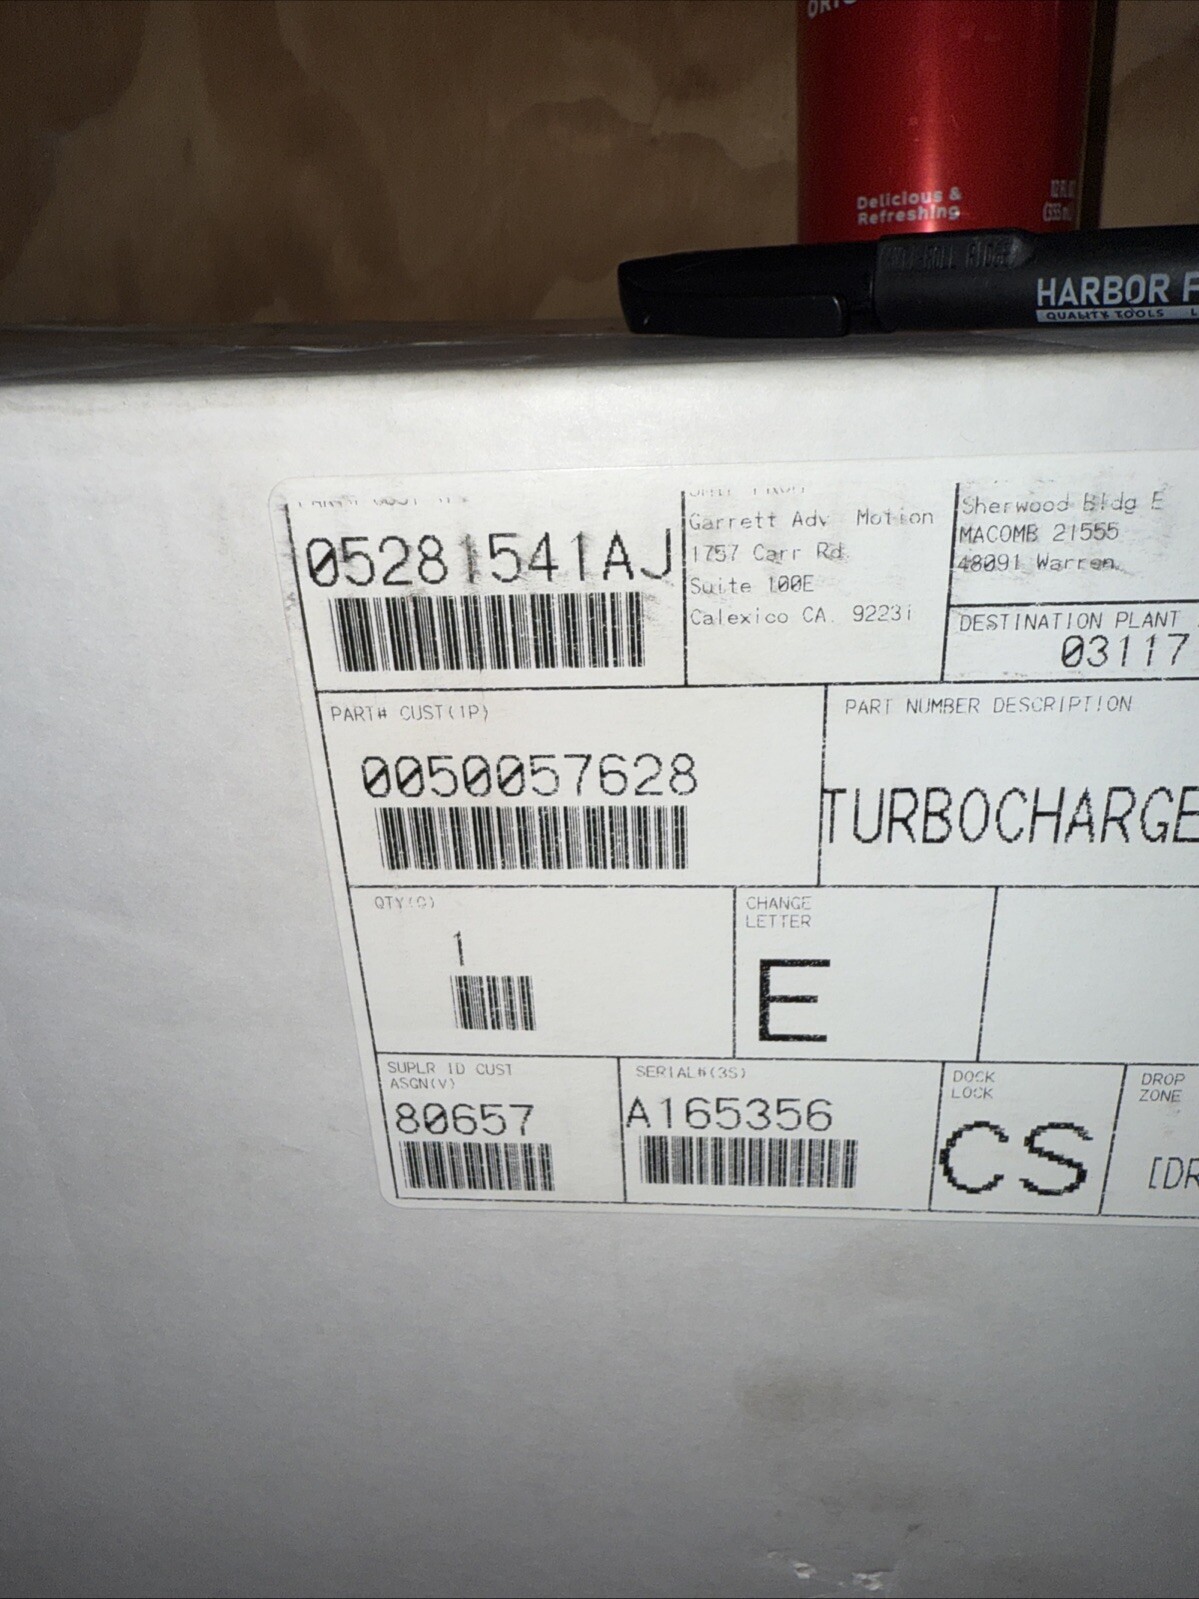 Delicious &
Refreshing
HARBOR F
QUALITY TOOLS
05281541AJ
Garrett Adv Motion
1757 Carr Rd.
Suite 100E
Calexico CA. 92231
Sherwood Bldg E
MACOMB 21555
48091 Warren,
DESTINATION PLANT
03117
PART# CUST(1P)
0050057628
PART NUMBER DESCRIPTION
TURBOCHARGE
QTY(Q)
1
CHANGE
LETTER
E
SUPLR ID CUST
ASGN(V)
80657
SERIAL#(3S)
A165356
DOCK
LOCK
CS
DROP
ZONE
[DR